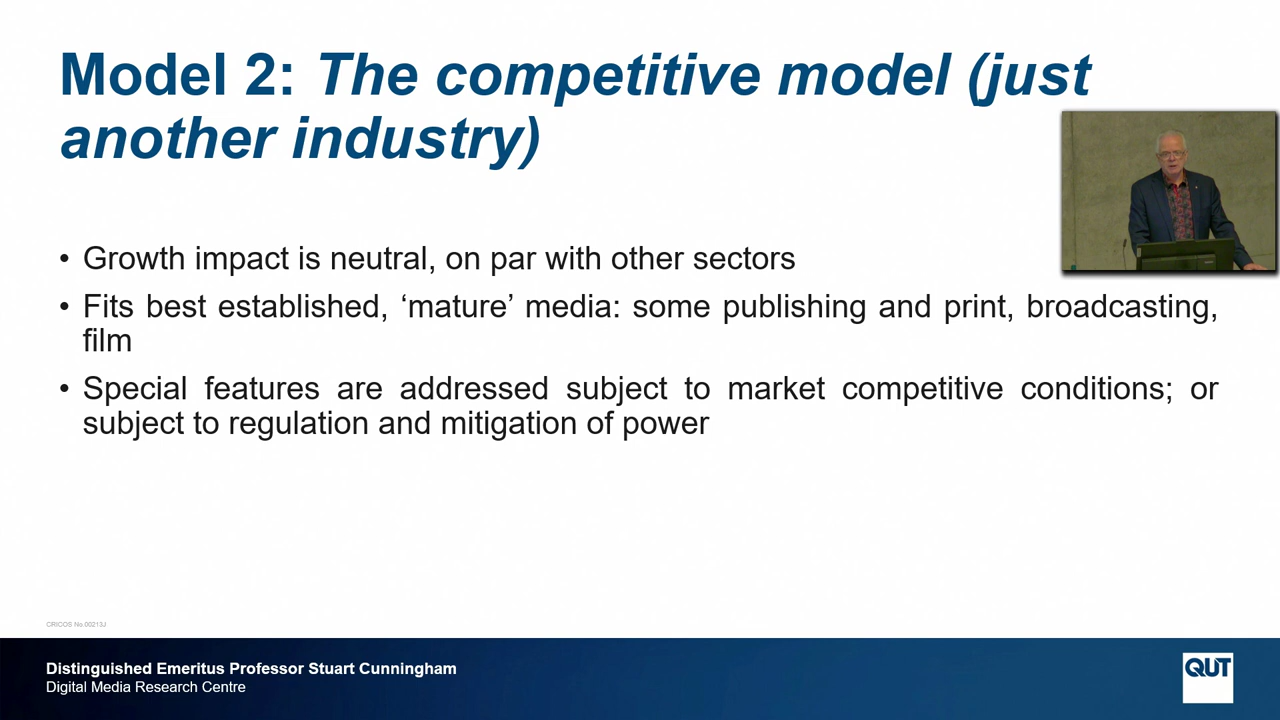 Model 2: The competitive model (just
another industry)
• Growth impact is neutral, on par with other sectors
• Fits best established, ‘mature’ media: some publishing and print, broadcasting,
film
• Special features are addressed subject to market competitive conditions; or
subject to regulation and mitigation of power
CRICOS No.00213J
Distinguished Emeritus Professor Stuart Cunningham
Digital Media Research Centre
QUT